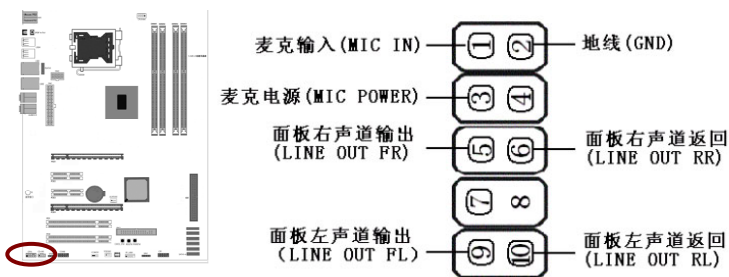 麦克输入(MIC IN)
1 2
地线(GND)
麦克电源(MIC POWER)
3 4
面板右声道输出
(LINE OUT FR)
5 6
面板右声道返回
(LINE OUT RR)
7 8
面板左声道输出
(LINE OUT FL)
9 10
面板左声道返回
(LINE OUT RL)